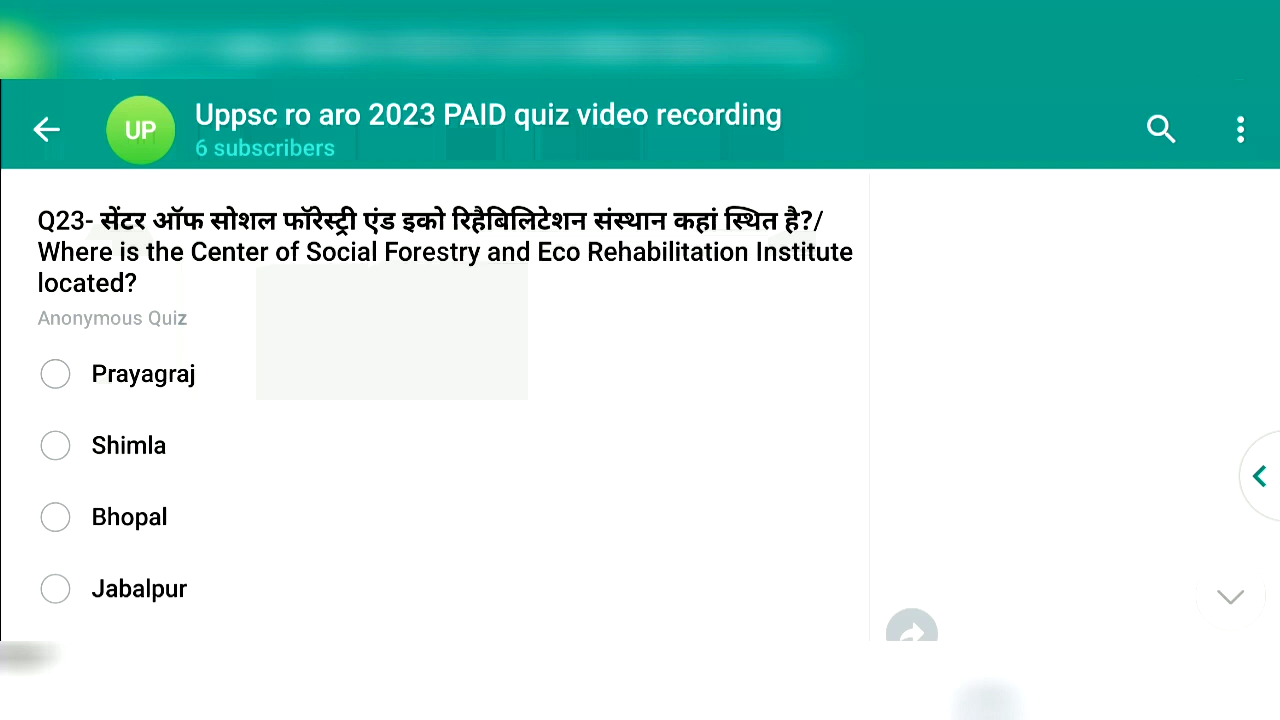 UP
Uppsc ro aro 2023 PAID quiz video recording
6 subscribers
Q23- सेंटर ऑफ सोशल फॉरेस्ट्री एंड इको रिहैबिलिटेशन संस्थान कहां स्थित है?/
Where is the Center of Social Forestry and Eco Rehabilitation Institute
located?
Anonymous Quiz
Prayagraj
Shimla
Bhopal
Jabalpur